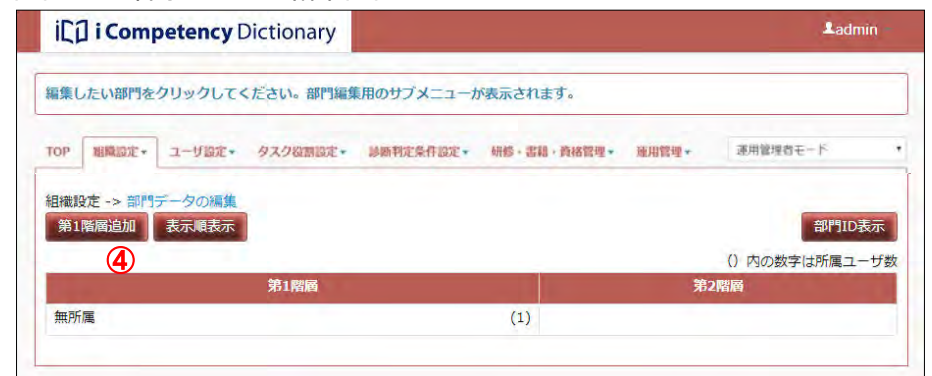 iCD i Competency Dictionary
admin
編集したい部門をクリックしてください。部門編集用のサブメニューが表示されます。
TOP 組織設定 ユーザ設定 タスク役割設定 診断判定条件設定 研修・書籍・資格管理 運用管理 運用管理者モード
組織設定 -> 部門データの編集
第1階層追加 表示順表示 部門ID表示
④
() 内の数字は所属ユーザ数
第1階層 第2階層
無所属 (1)